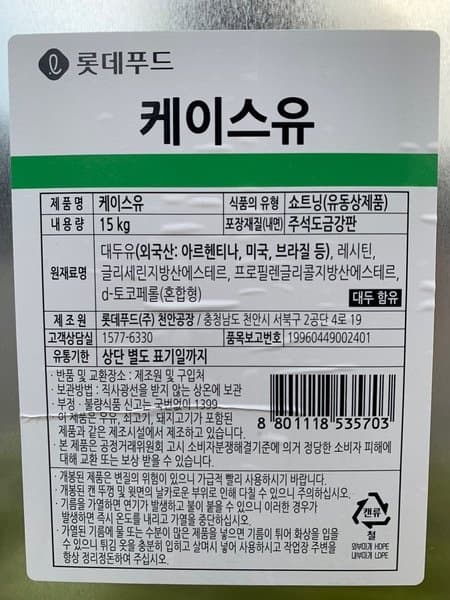 롯데푸드
케이스유
제품명 케이스유 식품의 유형 쇼트닝(유동상제품)
내용량 15 kg 포장재질(내면) 주석도금강판
원재료명 대두유(외국산: 아르헨티나, 미국, 브라질 등), 레시틴,
글리세린지방산에스테르, 프로필렌글리콜지방산에스테르,
d-토코페롤(혼합형) 대두 함유
제조원 롯데푸드(주) 천안공장 / 충청남도 천안시 서북구 2공단 4로 19
고객상담실 1577-6330 품목보고번호 19960449002401
유통기한 상단 별도 표기일까지
· 반품 및 교환장소 : 제조원 및 구입처
· 보관방법 : 직사광선을 받지 않는 상온에 보관
· 부정 · 불량식품 신고는 국번없이 1399
· 이 제품은 우유, 쇠고기, 돼지고기가 포함된
제품과 같은 제조시설에서 제조하고 있습니다.
· 본 제품은 공정거래위원회 고시 소비자분쟁해결기준에 의거 정당한 소비자 피해에
대해 교환 또는 보상 받을 수 있습니다.
8 801118 535703
· 개봉된 제품은 변질의 위험이 있으니 가급적 빨리 사용하시기 바랍니다.
· 개봉된 캔 뚜껑 및 윗면의 날카로운 부위로 인해 다칠 수 있으니 주의하십시오.
· 기름을 가열하면 연기가 발생하고 불이 붙을 수 있으니 이러한 경우가
발생하면 즉시 온도를 내리고 가열을 중단하십시오.
· 가열된 기름에 물 또는 수분이 많은 제품을 넣으면 기름이 튀어 화상을 입을
수 있으니 튀김 옷을 충분히 입히고 살며시 넣어 사용하시고 작업장 주변을
항상 정리정돈하여 주십시오.
캔류
철
외부마개 HDPE
내부마개 LDPE